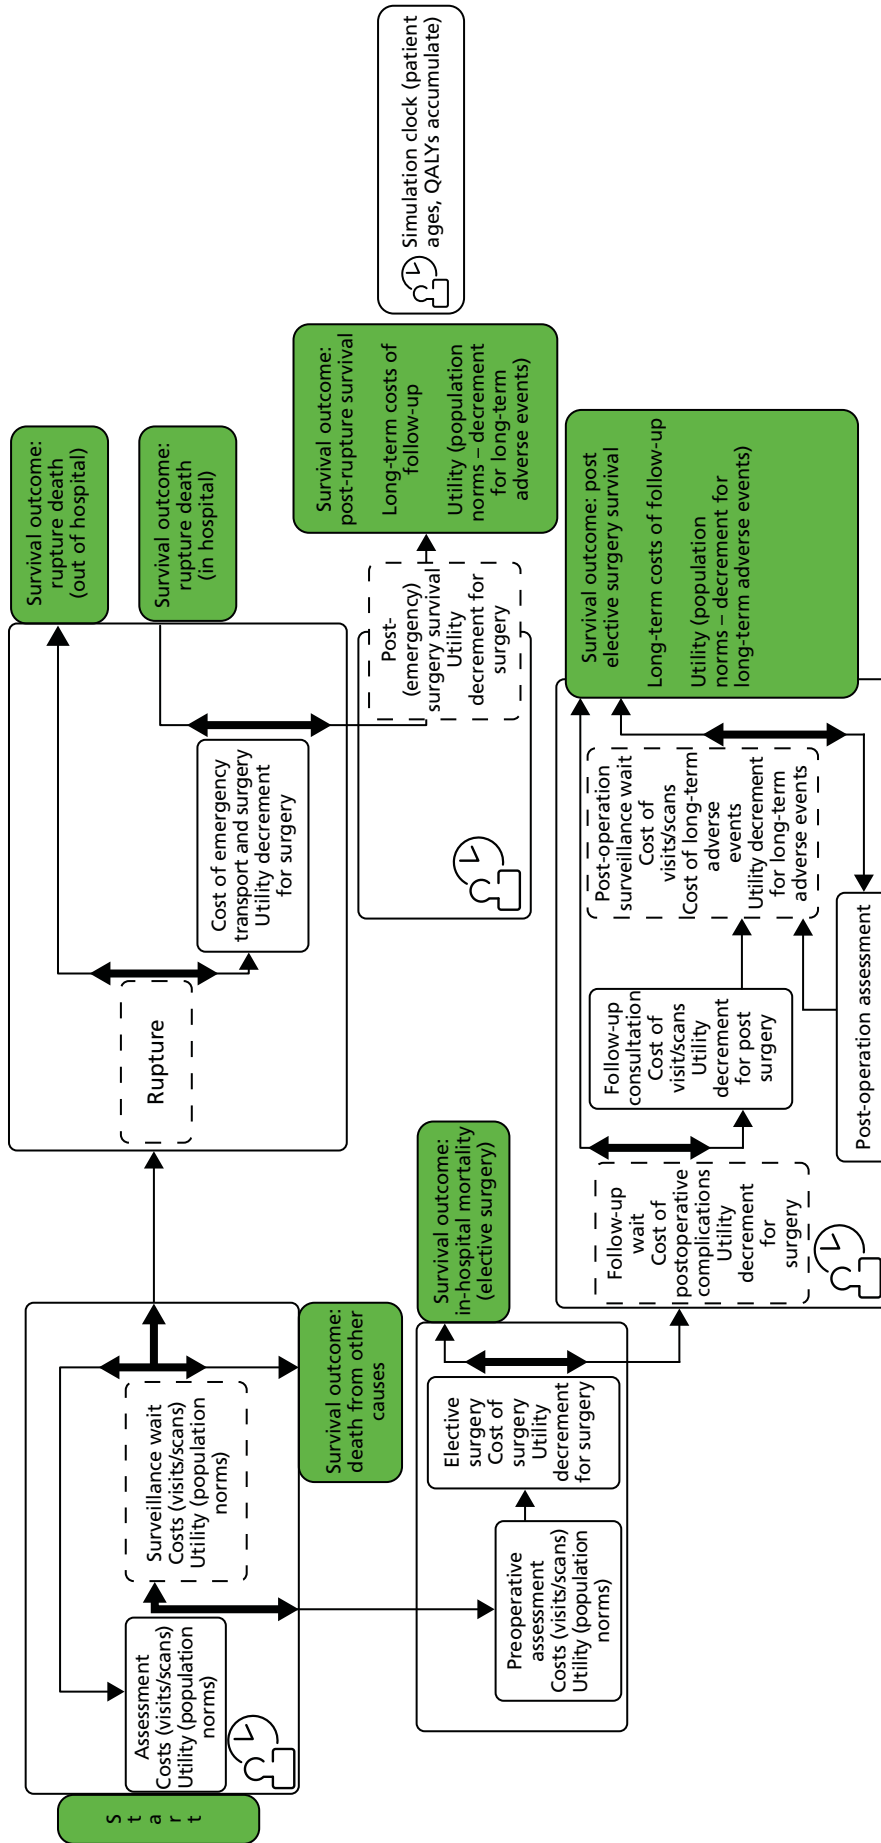 S
t
a
r
t
Assessment
Costs (visits/scans)
Utility (population
norms)
Surveillance wait
Costs (visits/scans)
Utility (population
norms)
Survival outcome:
death from other
causes
Rupture
Cost of emergency
transport and surgery
Utility decrement
for surgery
Survival outcome:
rupture death
(out of hospital)
Survival outcome:
rupture death
(in hospital)
Post-
(emergency)
surgery survival
Utility
decrement for
surgery
Survival outcome:
post-rupture survival
Long-term costs of
follow-up
Utility (population
norms – decrement
for long-term
adverse events)
Simulation clock (patient
ages, QALYs accumulate)
Preoperative
assessment
Costs (visits/scans)
Utility (population
norms)
Elective
surgery
Cost of
surgery
Utility
decrement
for surgery
Survival outcome:
in-hospital mortality
(elective surgery)
Follow-up
wait
Cost of
postoperative
complications
Utility
decrement
for
surgery
Follow-up
consultation
Cost of
visit/scans
Utility
decrement
for post
surgery
Post-operation
surveillance wait
Cost of
visits/scans
Cost of long-term
adverse
events
Utility decrement
for long-term
adverse events
Post-operation assessment
Survival outcome: post
elective surgery survival
Long-term costs of follow-up
Utility (population
norms – decrement for
long-term adverse events)